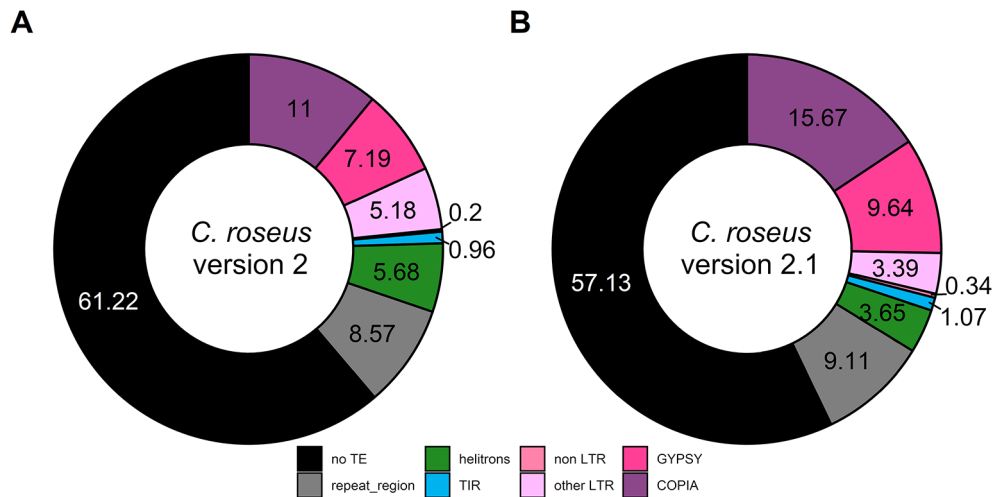 A
B
11
7.19
5.18
0.2
0.96
5.68
8.57
61.22
C. roseus
version 2
15.67
9.64
3.39
0.34
1.07
3.65
9.11
57.13
C. roseus
version 2.1
no TE
helitrons
non LTR
GYPSY
repeat_region
TIR
other LTR
COPIA